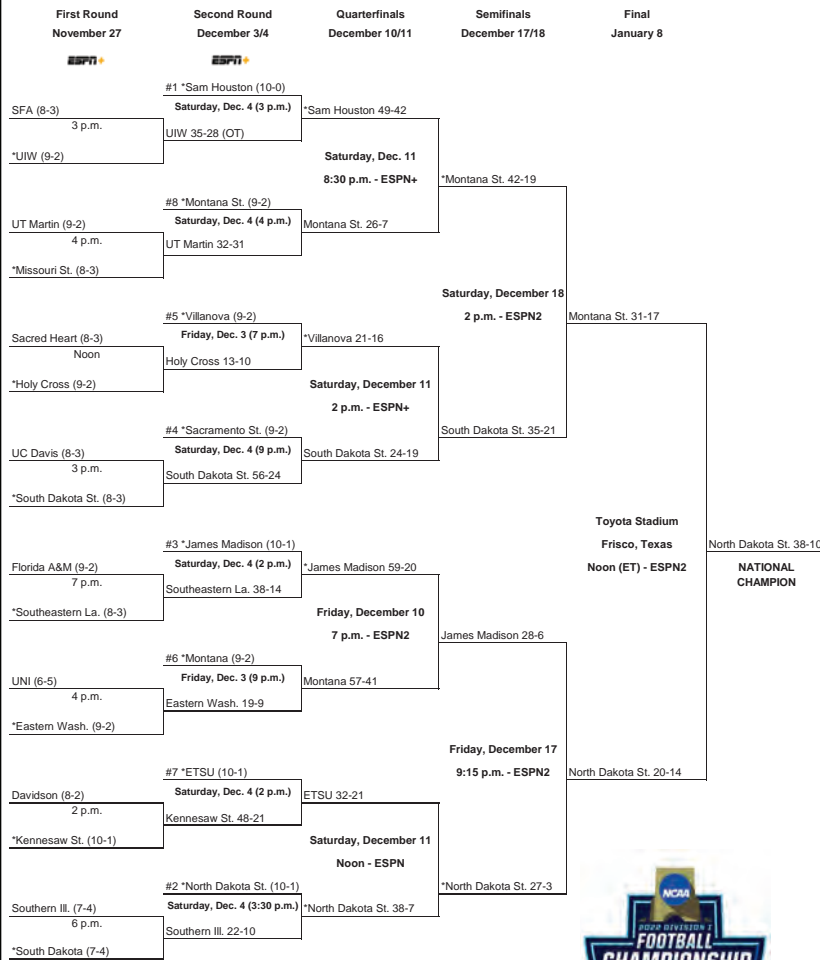 First Round
November 27
ESPN+
Second Round
December 3/4
ESPN+
Quarterfinals
December 10/11
Semifinals
December 17/18
Final
January 8
#1 *Sam Houston (10-0)
SFA (8-3)
Saturday, Dec. 4 (3 p.m.)
*Sam Houston 49-42
3 p.m.
UIW 35-28 (OT)
*UIW (9-2)
Saturday, Dec. 11
8:30 p.m. - ESPN+
*Montana St. 42-19
#8 *Montana St. (9-2)
UT Martin (9-2)
Saturday, Dec. 4 (4 p.m.)
Montana St. 26-7
4 p.m.
UT Martin 32-31
*Missouri St. (8-3)
Saturday, December 18
2 p.m. - ESPN2
Montana St. 31-17
#5 *Villanova (9-2)
Sacred Heart (8-3)
Friday, Dec. 3 (7 p.m.)
*Villanova 21-16
Noon
Holy Cross 13-10
*Holy Cross (9-2)
Saturday, December 11
2 p.m. - ESPN+
South Dakota St. 35-21
#4 *Sacramento St. (9-2)
UC Davis (8-3)
Saturday, Dec. 4 (9 p.m.)
South Dakota St. 24-19
3 p.m.
South Dakota St. 56-24
*South Dakota St. (8-3)
Toyota Stadium
Frisco, Texas
Noon (ET) - ESPN2
North Dakota St. 38-10
NATIONAL
CHAMPION
#3 *James Madison (10-1)
Florida A&M (9-2)
Saturday, Dec. 4 (2 p.m.)
*James Madison 59-20
7 p.m.
Southeastern La. 38-14
*Southeastern La. (8-3)
Friday, December 10
7 p.m. - ESPN2
James Madison 28-6
#6 *Montana (9-2)
UNI (6-5)
Friday, Dec. 3 (9 p.m.)
Montana 57-41
4 p.m.
Eastern Wash. 19-9
*Eastern Wash. (9-2)
Friday, December 17
9:15 p.m. - ESPN2
North Dakota St. 20-14
#7 *ETSU (10-1)
Davidson (8-2)
Saturday, Dec. 4 (2 p.m.)
ETSU 32-21
2 p.m.
Kennesaw St. 48-21
*Kennesaw St. (10-1)
Saturday, December 11
Noon - ESPN
*North Dakota St. 27-3
#2 *North Dakota St. (10-1)
Southern Ill. (7-4)
Saturday, Dec. 4 (3:30 p.m.)
*North Dakota St. 38-7
6 p.m.
Southern Ill. 22-10
*South Dakota (7-4)
NCAA
2022 DIVISION I
FOOTBALL
CHAMPIONSHIP